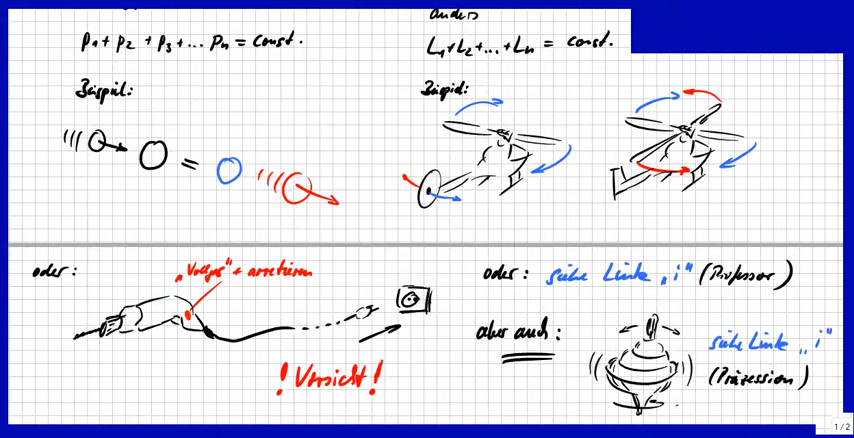 anders
p₁ + p₂ + p₃ + ... pₙ = const.
L₁+L₂+...+Lₙ = const.
Beispiel:
Beispiel:
=
oder:
„Vollgas“ + arretieren
! Vorsicht !
oder: siehe Link „i“ (Professor)
aber auch:
siehe Link „i“
(Präzession)
1/2